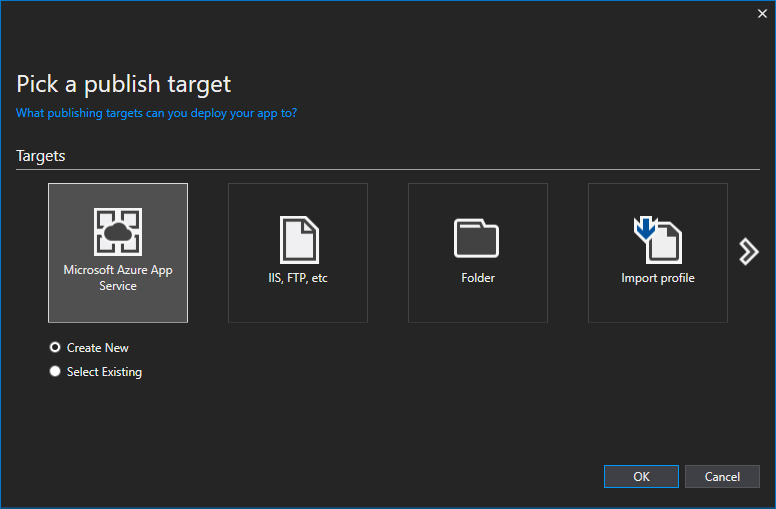 Pick a publish target
What publishing targets can you deploy your app to?
Targets
Microsoft Azure App
Service
IIS, FTP, etc
Folder
Import profile
Create New
Select Existing
OK
Cancel